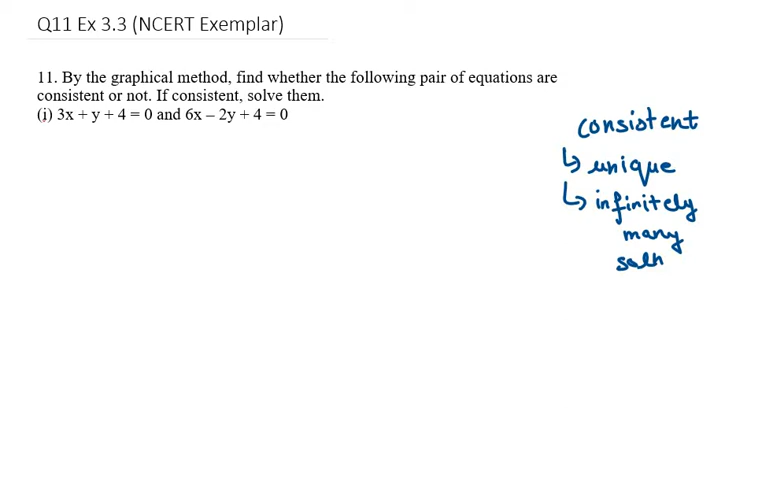 Q11 Ex 3.3 (NCERT Exemplar)
11. By the graphical method, find whether the following pair of equations are
consistent or not. If consistent, solve them.
(i) 3x + y + 4 = 0 and 6x – 2y + 4 = 0
consistent
↳ unique
↳ infinitely
many
soln